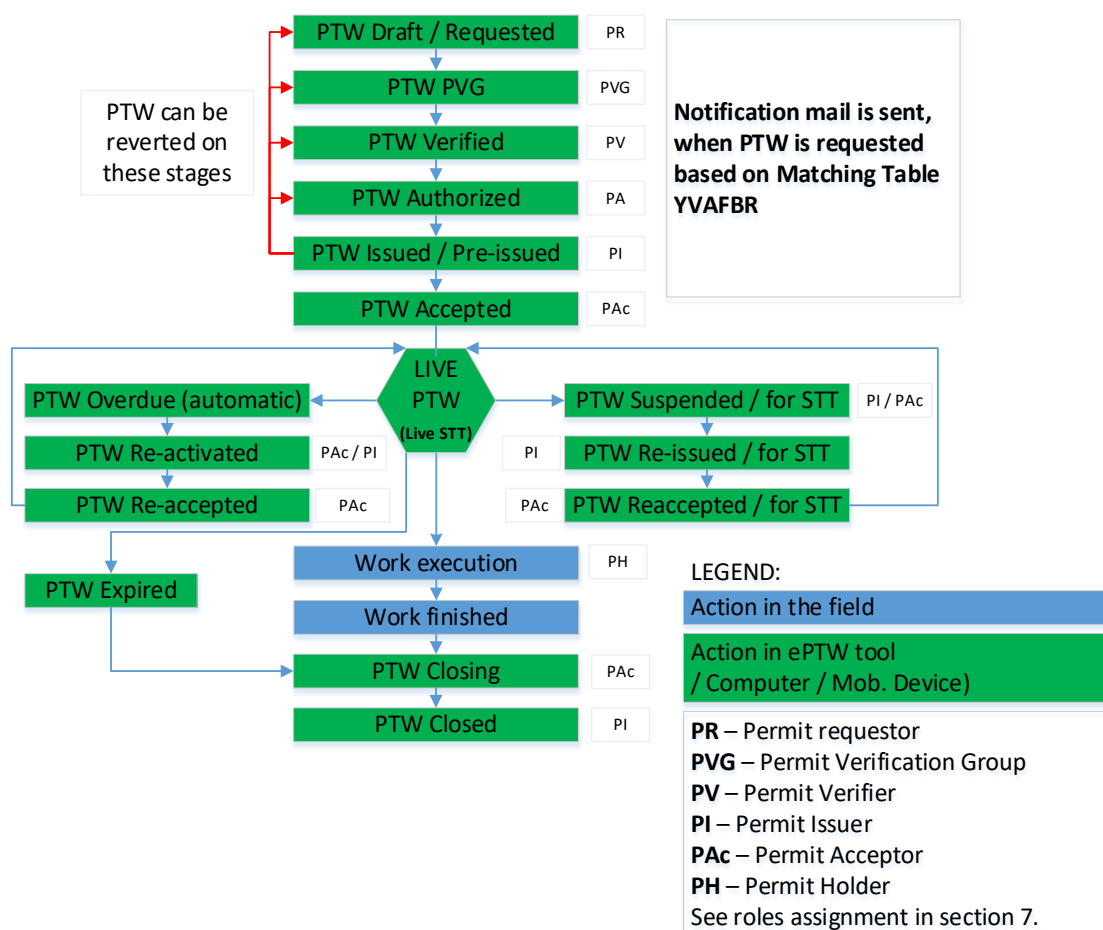 PTW Draft / Requested
PR
PTW PVG
PVG
PTW can be
reverted on
these stages
PTW Verified
PV
PTW Authorized
PA
PTW Issued / Pre-issued
PI
PTW Accepted
PAc
Notification mail is sent,
when PTW is requested
based on Matching Table
YVAFBR
LIVE
PTW
(Live STT)
PTW Overdue (automatic)
PTW Re-activated
PAc / PI
PTW Re-accepted
PAc
PTW Suspended / for STT
PI / PAc
PI
PTW Re-issued / for STT
PAc
PTW Reaccepted / for STT
PTW Expired
Work execution
PH
Work finished
PTW Closing
PAc
PTW Closed
PI
LEGEND:
Action in the field
Action in ePTW tool
/ Computer / Mob. Device)
PR – Permit requestor
PVG – Permit Verification Group
PV – Permit Verifier
PI – Permit Issuer
PAc – Permit Acceptor
PH – Permit Holder
See roles assignment in section 7.